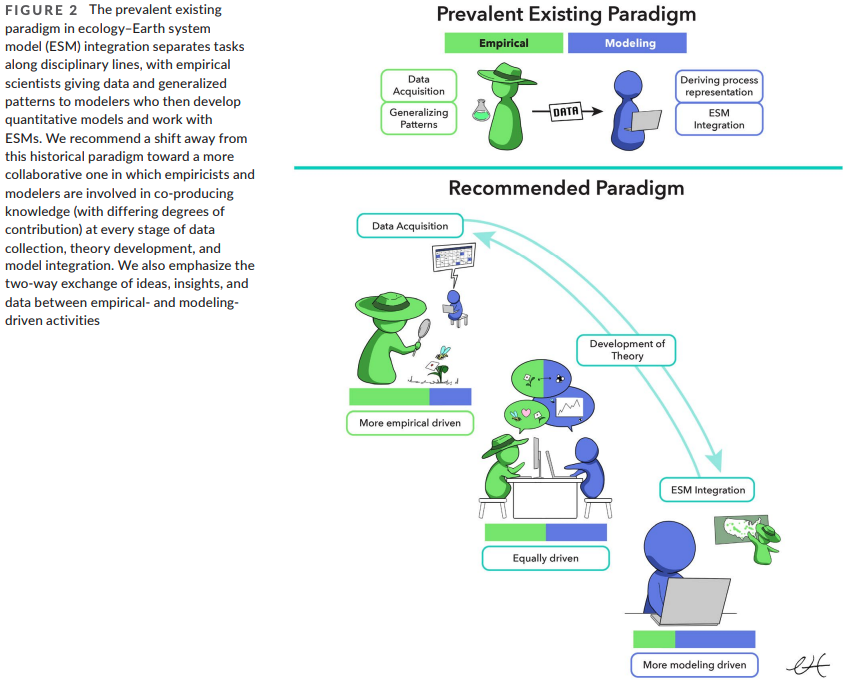 FIGURE 2 The prevalent existing
paradigm in ecology–Earth system
model (ESM) integration separates tasks
along disciplinary lines, with empirical
scientists giving data and generalized
patterns to modelers who then develop
quantitative models and work with
ESMs. We recommend a shift away from
this historical paradigm toward a more
collaborative one in which empiricists and
modelers are involved in co-producing
knowledge (with differing degrees of
contribution) at every stage of data
collection, theory development, and
model integration. We also emphasize the
two-way exchange of ideas, insights, and
data between empirical- and modeling-
driven activities
Prevalent Existing Paradigm
Empirical
Modeling
Data
Acquisition
Generalizing
Patterns
DATA
Deriving process
representation
ESM
Integration
Recommended Paradigm
Data Acquisition
Development of
Theory
More empirical driven
ESM Integration
Equally driven
More modeling driven